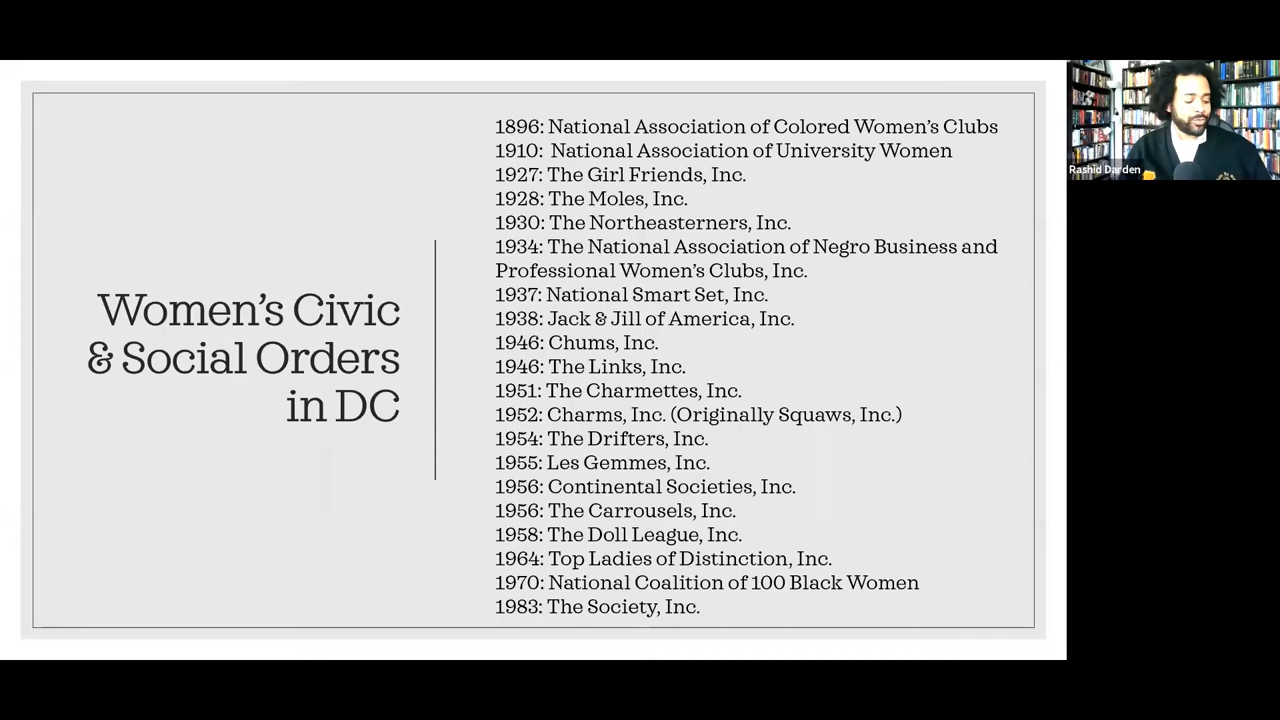 Women's Civic
& Social Orders
in DC
1896: National Association of Colored Women's Clubs
1910:  National Association of University Women
1927: The Girl Friends, Inc.
1928: The Moles, Inc.
1930: The Northeasterners, Inc.
1934: The National Association of Negro Business and
Professional Women's Clubs, Inc.
1937: National Smart Set, Inc.
1938: Jack & Jill of America, Inc.
1946: Chums, Inc.
1946: The Links, Inc.
1951: The Charmettes, Inc.
1952: Charms, Inc. (Originally Squaws, Inc.)
1954: The Drifters, Inc.
1955: Les Gemmes, Inc.
1956: Continental Societies, Inc.
1956: The Carrousels, Inc.
1958: The Doll League, Inc.
1964: Top Ladies of Distinction, Inc.
1970: National Coalition of 100 Black Women
1983: The Society, Inc.
Rashid Darden